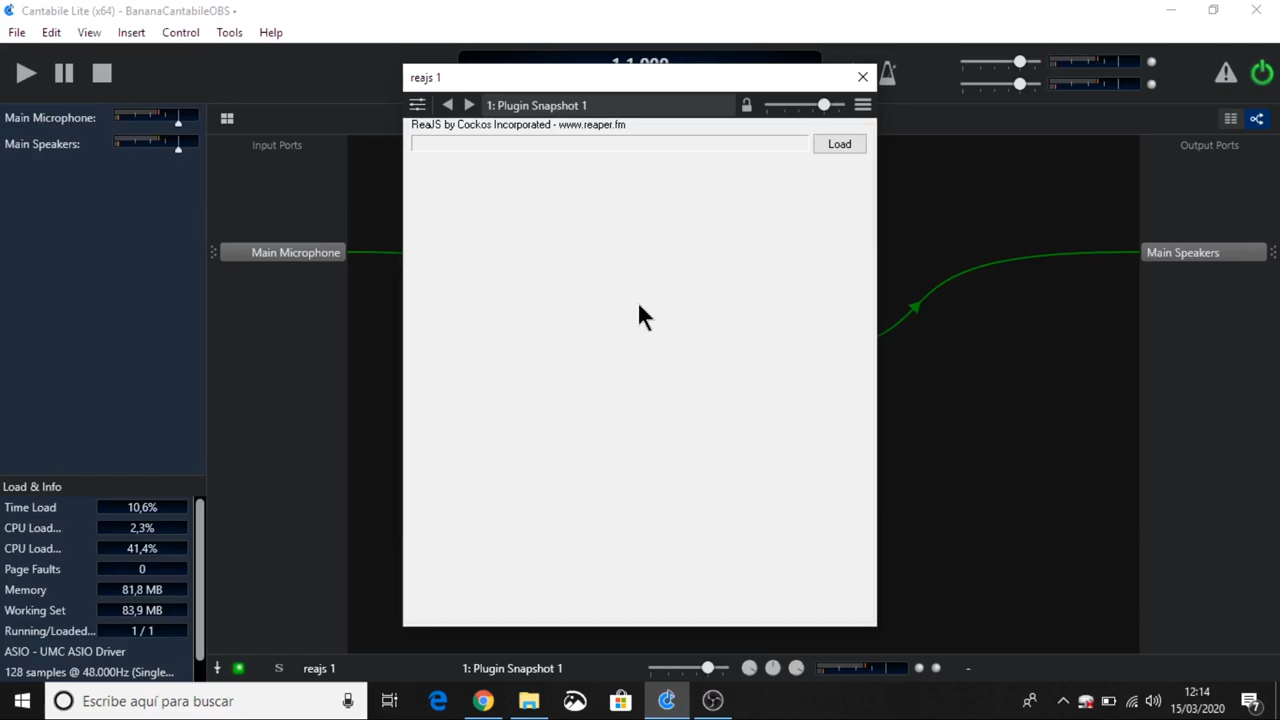 Cantabile Lite (x64) - BananaCantabileOBS •
File Edit View Insert Control Tools Help
reajs 1
1: Plugin Snapshot 1
ReaJS by Cockos Incorporated - www.reaper.fm
Load
Main Microphone:
Main Speakers:
Input Ports
Output Ports
Main Microphone
Main Speakers
Load & Info
Time Load 10,6%
CPU Load... 2,3%
CPU Load... 41,4%
Page Faults 0
Memory 81,8 MB
Working Set 83,9 MB
Running/Loaded... 1 / 1
ASIO - UMC ASIO Driver
128 samples @ 48.000Hz (Single...
S reajs 1 1: Plugin Snapshot 1 -
Escribe aquí para buscar
12:14
15/03/2020
7